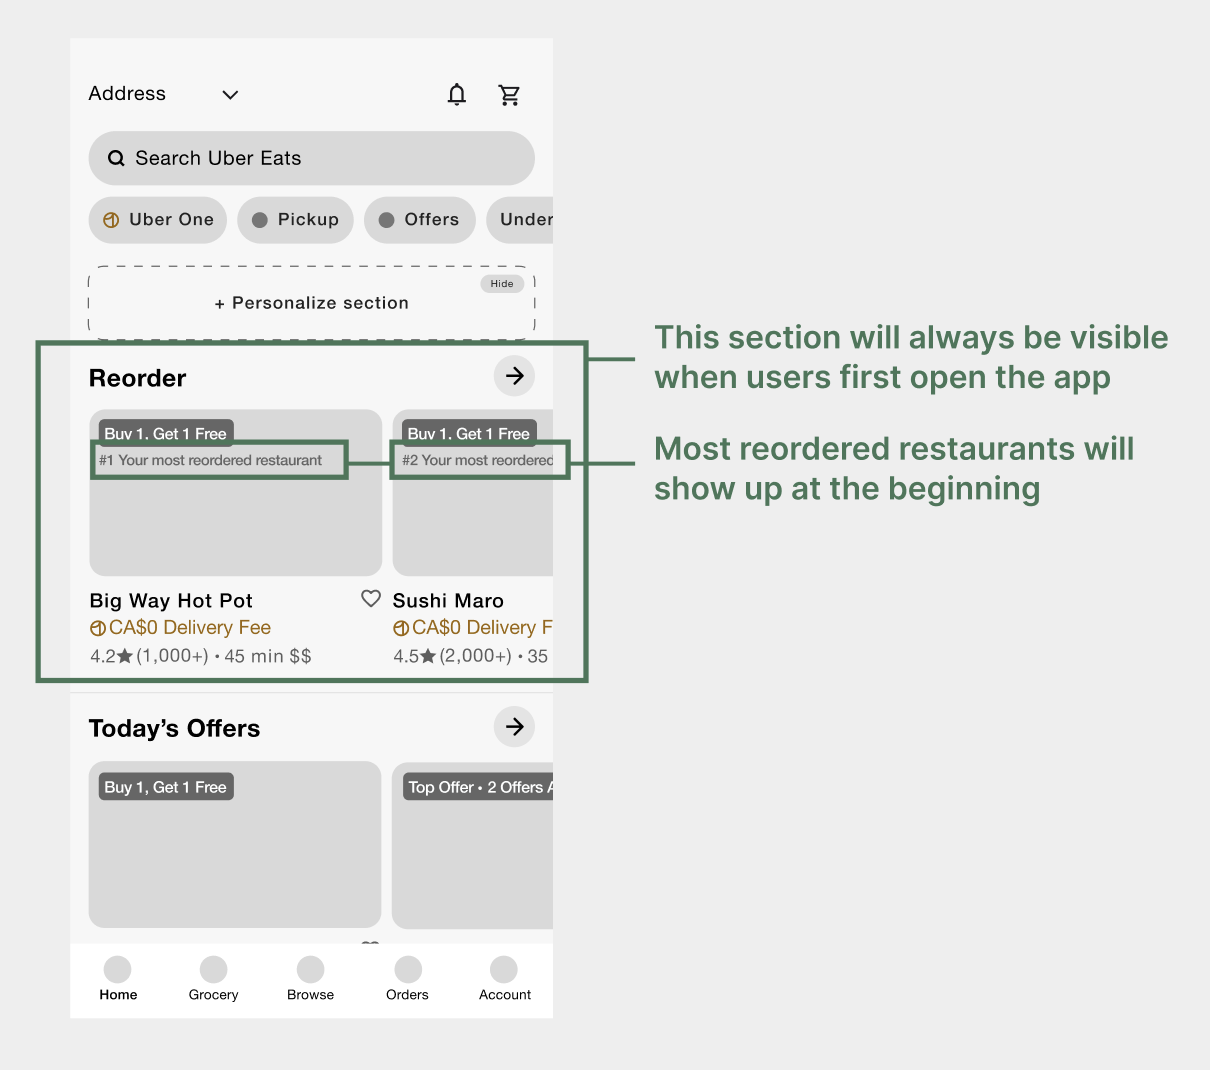 Address
Search Uber Eats
Uber One
Pickup
Offers
Under
Hide
+ Personalize section
This section will always be visible
when users first open the app
Reorder
Buy 1, Get 1 Free
Buy 1, Get 1 Free
#1 Your most reordered restaurant
#2 Your most reordered
Most reordered restaurants will
show up at the beginning
Big Way Hot Pot
Sushi Maro
CA$0 Delivery Fee
CA$0 Delivery F
4.2★(1,000+) • 45 min $$
4.5★(2,000+) • 35
Today’s Offers
Buy 1, Get 1 Free
Top Offer • 2 Offers A
Home
Grocery
Browse
Orders
Account